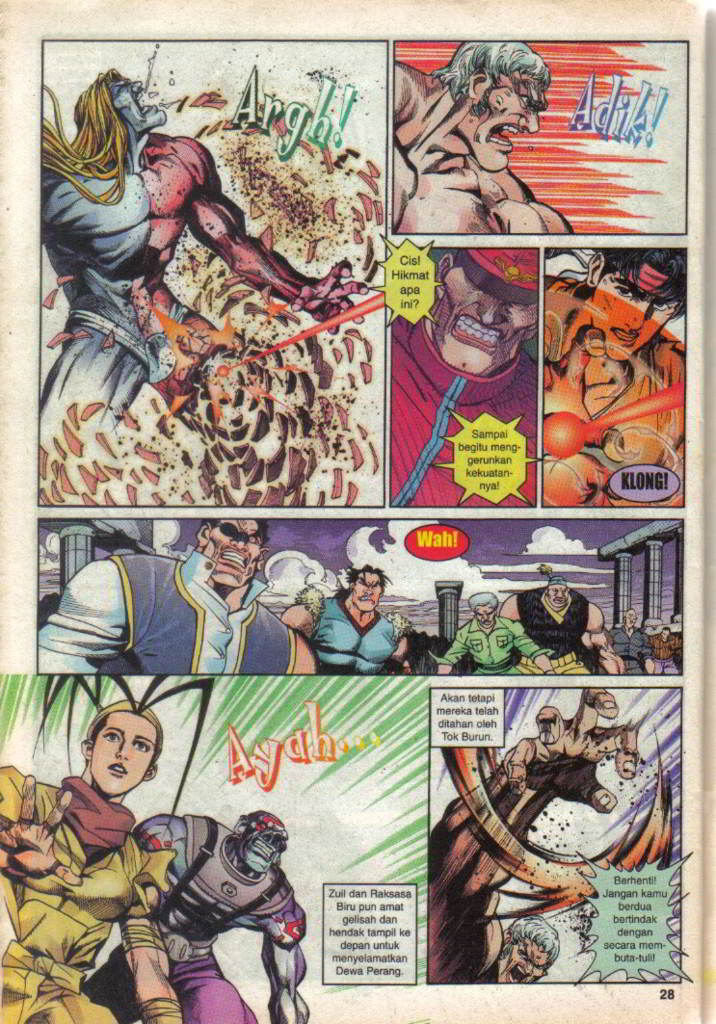 Argh!
Adik!
Cis!
Hikmat
apa
ini?
Sampai
begitu meng-
gerunkan
kekuatan-
nya!
KLONG!
Wah!
Ayah...
Zuil dan Raksasa
Biru pun amat
gelisah dan
hendak tampil ke
depan untuk
menyelamatkan
Dewa Perang.
Akan tetapi
mereka telah
ditahan oleh
Tok Burun.
Berhenti!
Jangan kamu
berdua
bertindak
dengan
secara mem-
buta-tuli!
28